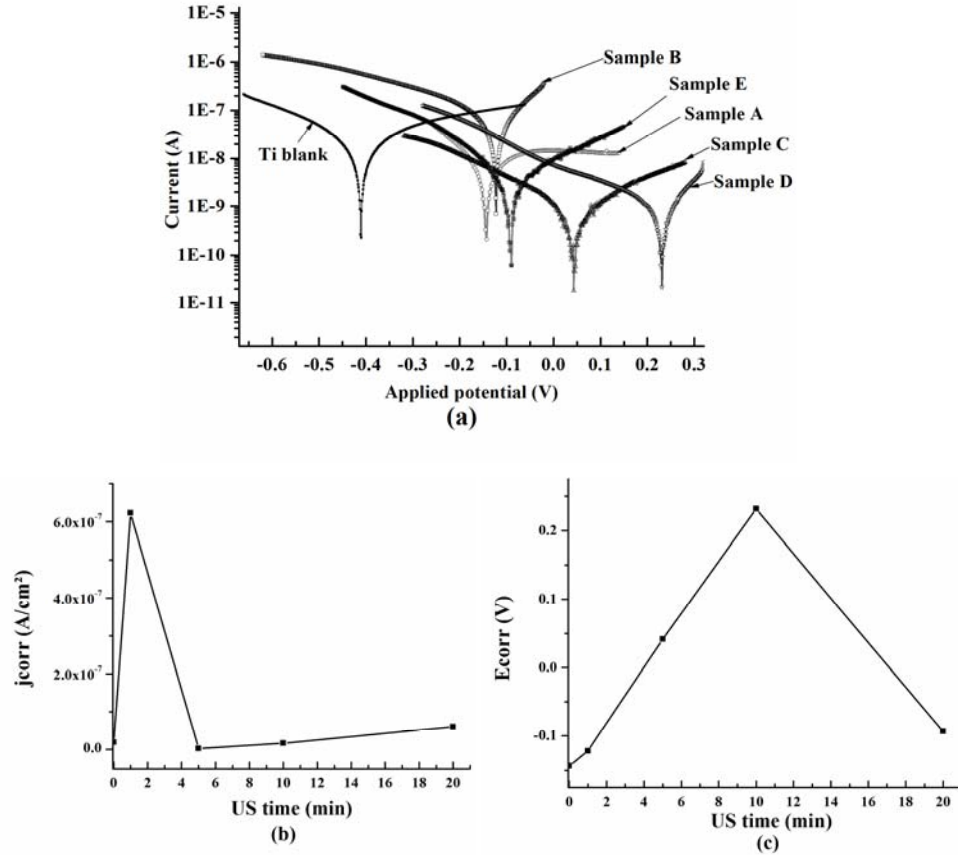 1E-5
1E-6
1E-7
1E-8
1E-9
1E-10
1E-11
Current (A)
Sample B
Sample E
Sample A
Sample C
Sample D
Ti blank
-0.6 -0.5 -0.4 -0.3 -0.2 -0.1 0.0 0.1 0.2 0.3
Applied potential (V)
(a)
6.0x10⁻⁷
4.0x10⁻⁷
2.0x10⁻⁷
0.0
jcorr (A/cm²)
0 2 4 6 8 10 12 14 16 18 20
US time (min)
(b)
0.2
0.1
0.0
-0.1
Ecorr (V)
0 2 4 6 8 10 12 14 16 18 20
US time (min)
(c)